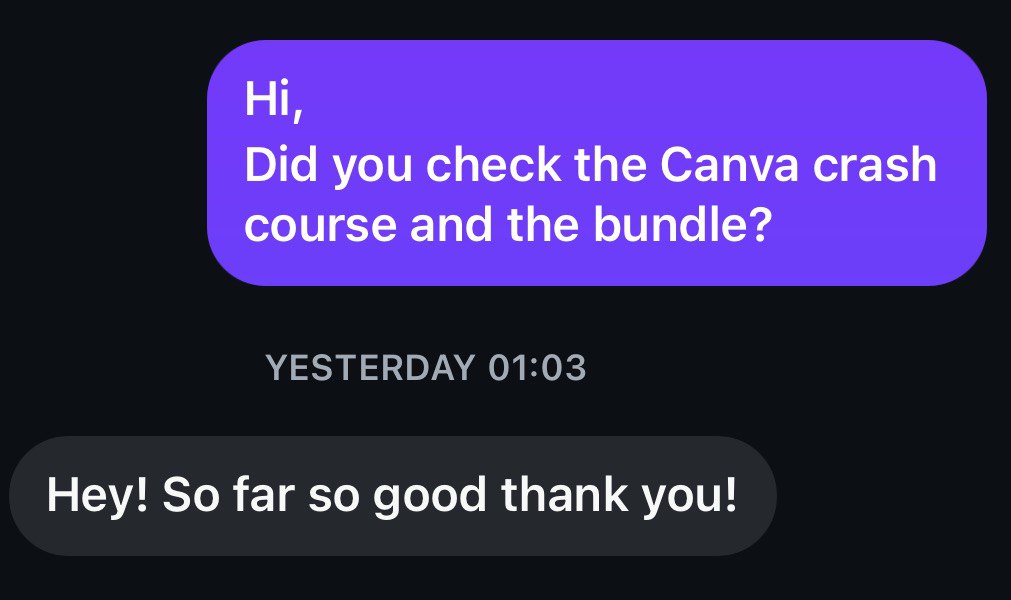 Hi,
Did you check the Canva crash
course and the bundle?
YESTERDAY 01:03
Hey! So far so good thank you!